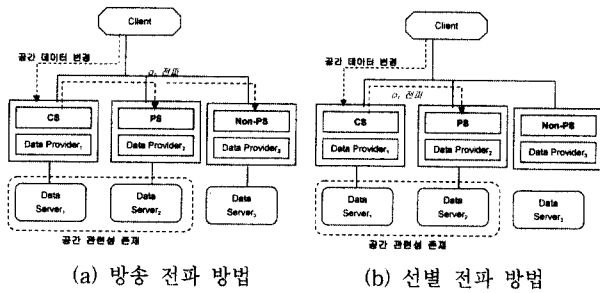 Client
공간 데이터 변경
전파
CS
PS
Non-PS
Data Provider₁
Data Provider₂
Data Provider₃
Data Server₁
Data Server₂
Data Server₃
공간 관련성 존재
(a) 방송 전파 방법
Client
공간 데이터 변경
전파
CS
PS
Non-PS
Data Provider₁
Data Provider₂
Data Provider₃
Data Server₁
Data Server₂
Data Server₃
공간 관련성 존재
(b) 선별 전파 방법